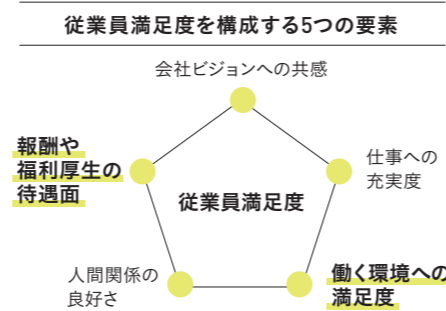 従業員満足度を構成する5つの要素
会社ビジョンへの共感
報酬や
福利厚生の
待遇面
仕事への
充実度
従業員満足度
人間関係の
良好さ
働く環境への
満足度